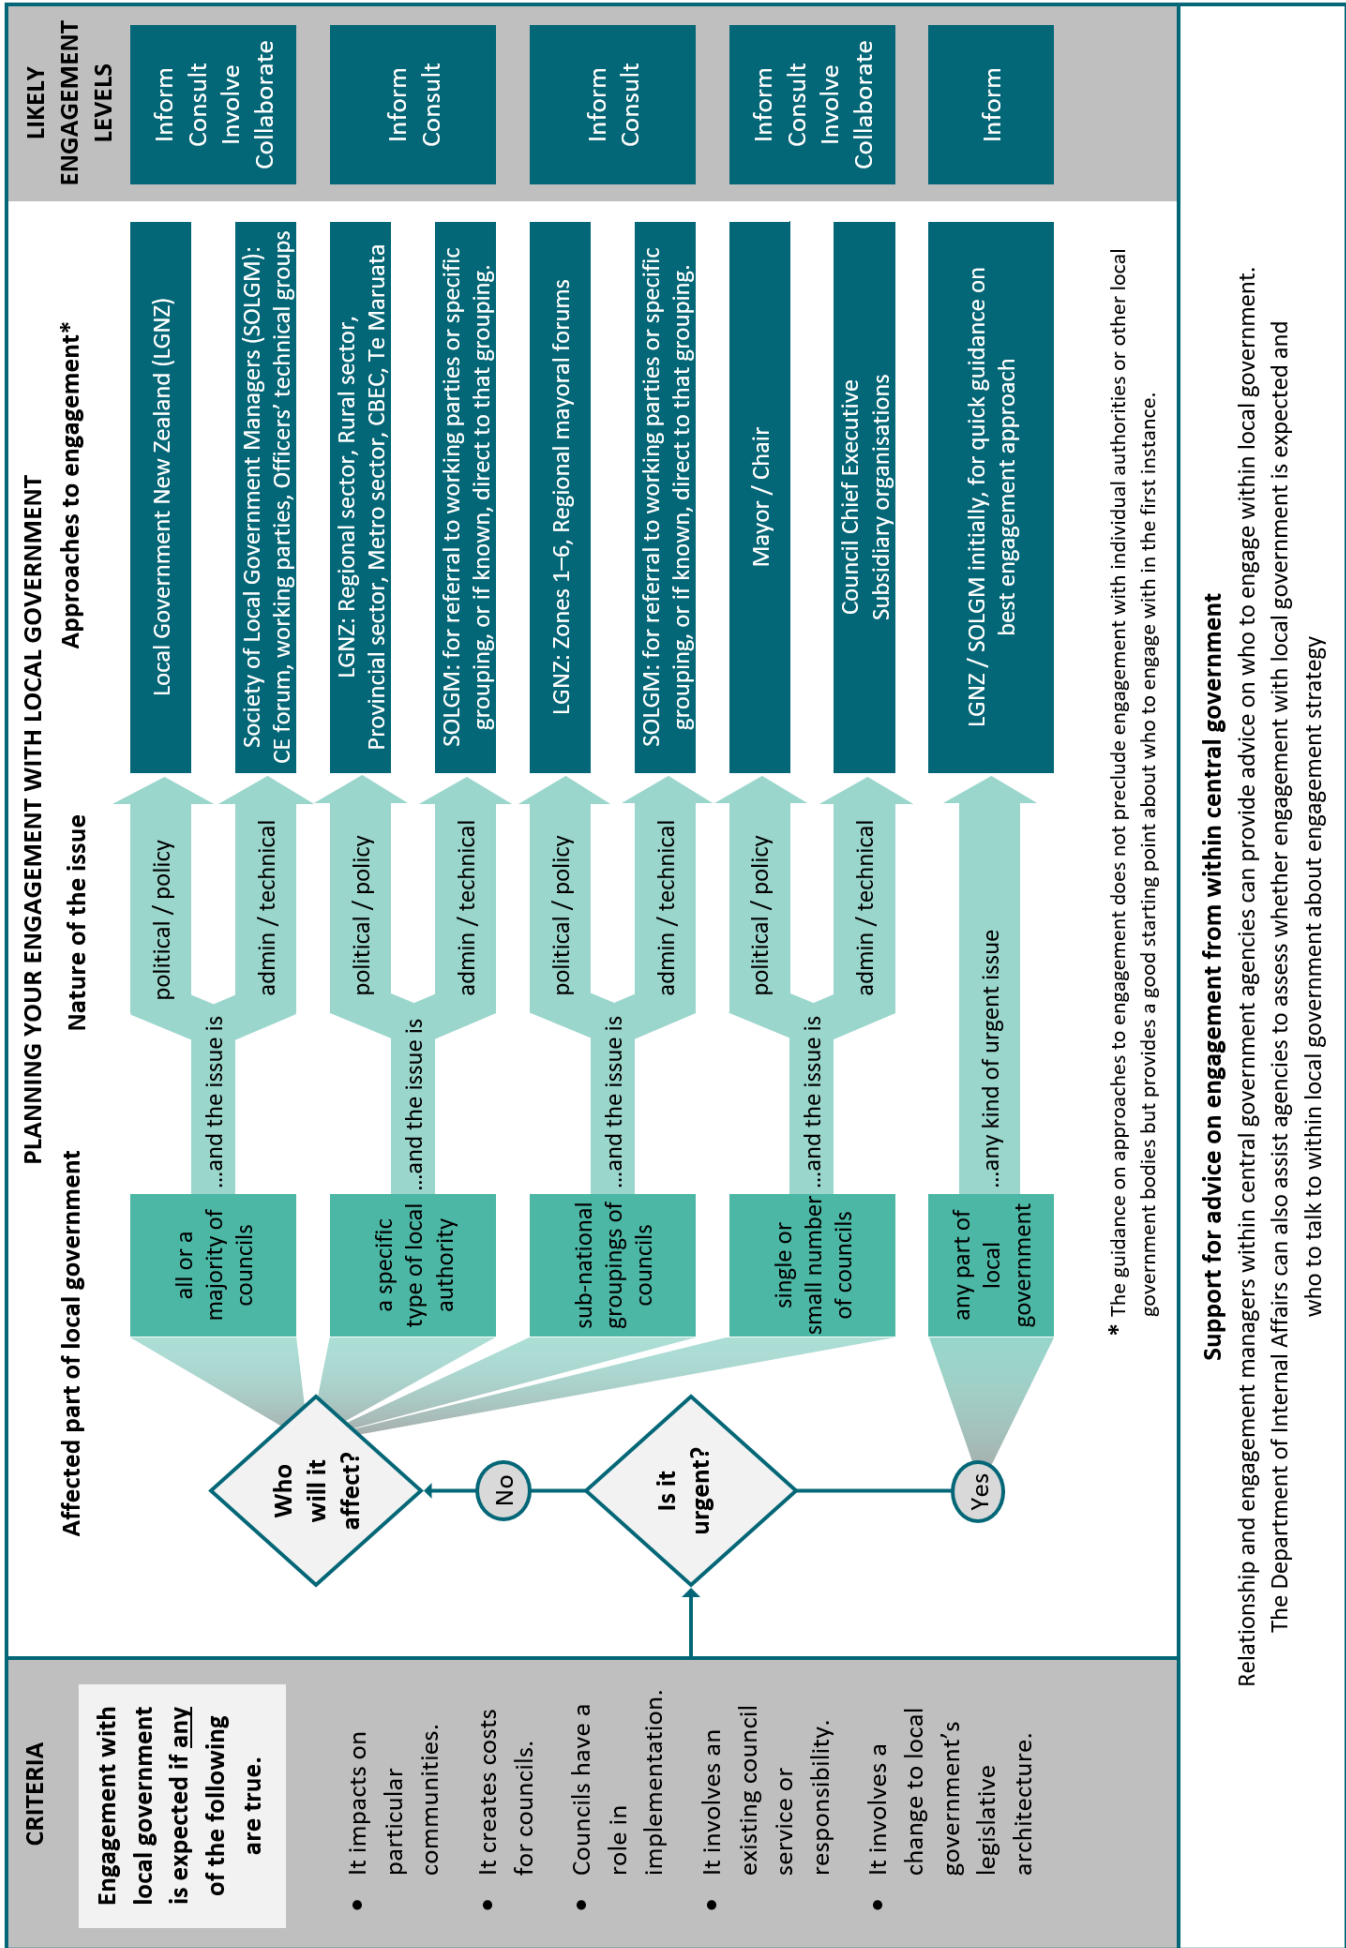 PLANNING YOUR ENGAGEMENT WITH LOCAL GOVERNMENT
CRITERIA
Engagement with
local government
is expected if any
of the following
are true.
• It impacts on
particular
communities.
• It creates costs
for councils.
• Councils have a
role in
implementation.
• It involves an
existing council
service or
responsibility.
• It involves a
change to local
government’s
legislative
architecture.
Is it
urgent?
No
Yes
Who
will it
affect?
Affected part of local government
Nature of the issue
Approaches to engagement*
LIKELY
ENGAGEMENT
LEVELS
all or a
majority of
councils
...and the issue is
political / policy
Local Government New Zealand (LGNZ)
admin / technical
Society of Local Government Managers (SOLGM):
CE forum, working parties, Officers’ technical groups
Inform
Consult
Involve
Collaborate
a specific
type of local
authority
...and the issue is
political / policy
LGNZ: Regional sector, Rural sector,
Provincial sector, Metro sector, CBEC, Te Maruata
admin / technical
SOLGM: for referral to working parties or specific
grouping, or if known, direct to that grouping.
Inform
Consult
sub-national
groupings of
councils
...and the issue is
political / policy
LGNZ: Zones 1–6, Regional mayoral forums
admin / technical
SOLGM: for referral to working parties or specific
grouping, or if known, direct to that grouping.
Inform
Consult
single or
small number
of councils
...and the issue is
political / policy
Mayor / Chair
admin / technical
Council Chief Executive
Subsidiary organisations
Inform
Consult
Involve
Collaborate
any part of
local
government
...any kind of urgent issue
LGNZ / SOLGM initially, for quick guidance on
best engagement approach
Inform
* The guidance on approaches to engagement does not preclude engagement with individual authorities or other local
government bodies but provides a good starting point about who to engage with in the first instance.
Support for advice on engagement from within central government
Relationship and engagement managers within central government agencies can provide advice on who to engage within local government.
The Department of Internal Affairs can also assist agencies to assess whether engagement with local government is expected and
who to talk to within local government about engagement strategy